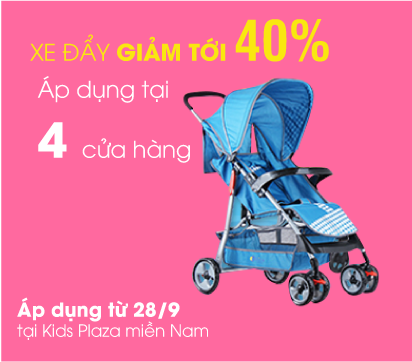 XE ĐẨY GIẢM TỚI 40%
Áp dụng tại
4 cửa hàng
Áp dụng từ 28/9
tại Kids Plaza miền Nam